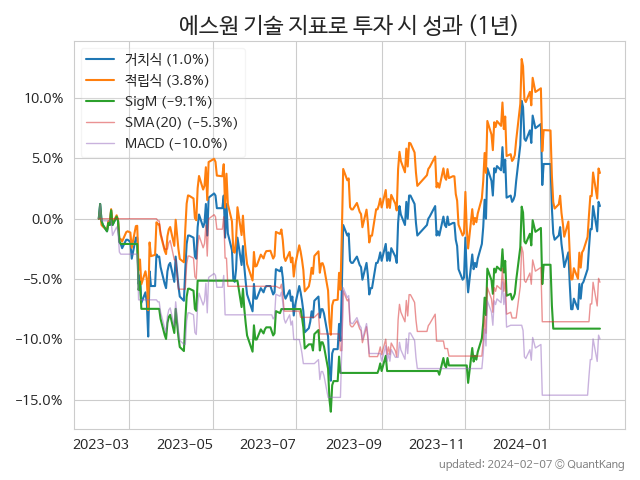 에스원 기술 지표로 투자 시 성과 (1년)
거치식 (1.0%)
적립식 (3.8%)
SigM (−9.1%)
SMA(20) (−5.3%)
MACD (−10.0%)
10.0%
5.0%
0.0%
−5.0%
−10.0%
−15.0%
2023-03 2023-05 2023-07 2023-09 2023-11 2024-01
updated: 2024-02-07 © QuantKang